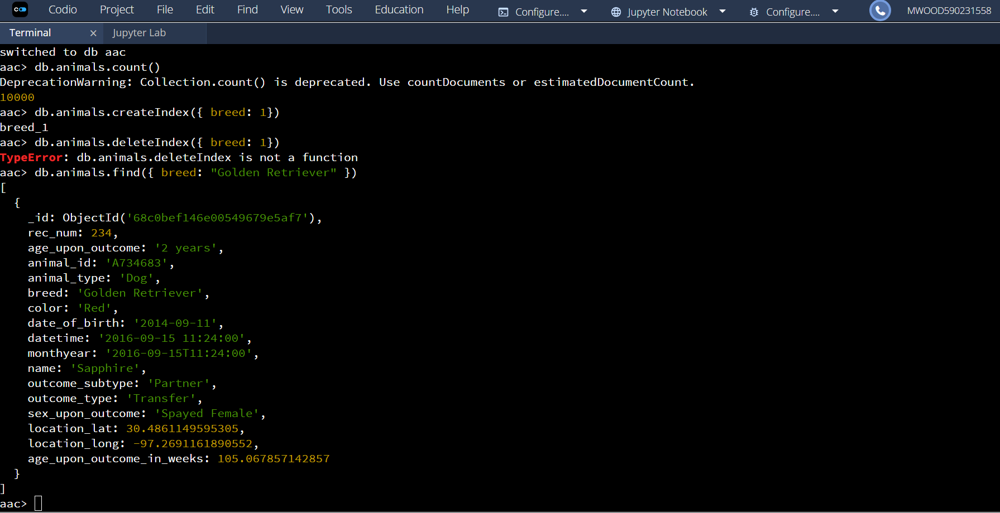 Codio Project File Edit Find View Tools Education Help Configure.... Jupyter Notebook Configure.... MWOOD590231558
Terminal × Jupyter Lab
switched to db aac
aac> db.animals.count()
DeprecationWarning: Collection.count() is deprecated. Use countDocuments or estimatedDocumentCount.
10000
aac> db.animals.createIndex({ breed: 1})
breed_1
aac> db.animals.deleteIndex({ breed: 1})
TypeError: db.animals.deleteIndex is not a function
aac> db.animals.find({ breed: "Golden Retriever" })
[
  {
    _id: ObjectId('68c0bef146e00549679e5af7'),
    rec_num: 234,
    age_upon_outcome: '2 years',
    animal_id: 'A734683',
    animal_type: 'Dog',
    breed: 'Golden Retriever',
    color: 'Red',
    date_of_birth: '2014-09-11',
    datetime: '2016-09-15 11:24:00',
    monthyear: '2016-09-15T11:24:00',
    name: 'Sapphire',
    outcome_subtype: 'Partner',
    outcome_type: 'Transfer',
    sex_upon_outcome: 'Spayed Female',
    location_lat: 30.4861149595305,
    location_long: -97.2691161890552,
    age_upon_outcome_in_weeks: 105.067857142857
  }
]
aac>